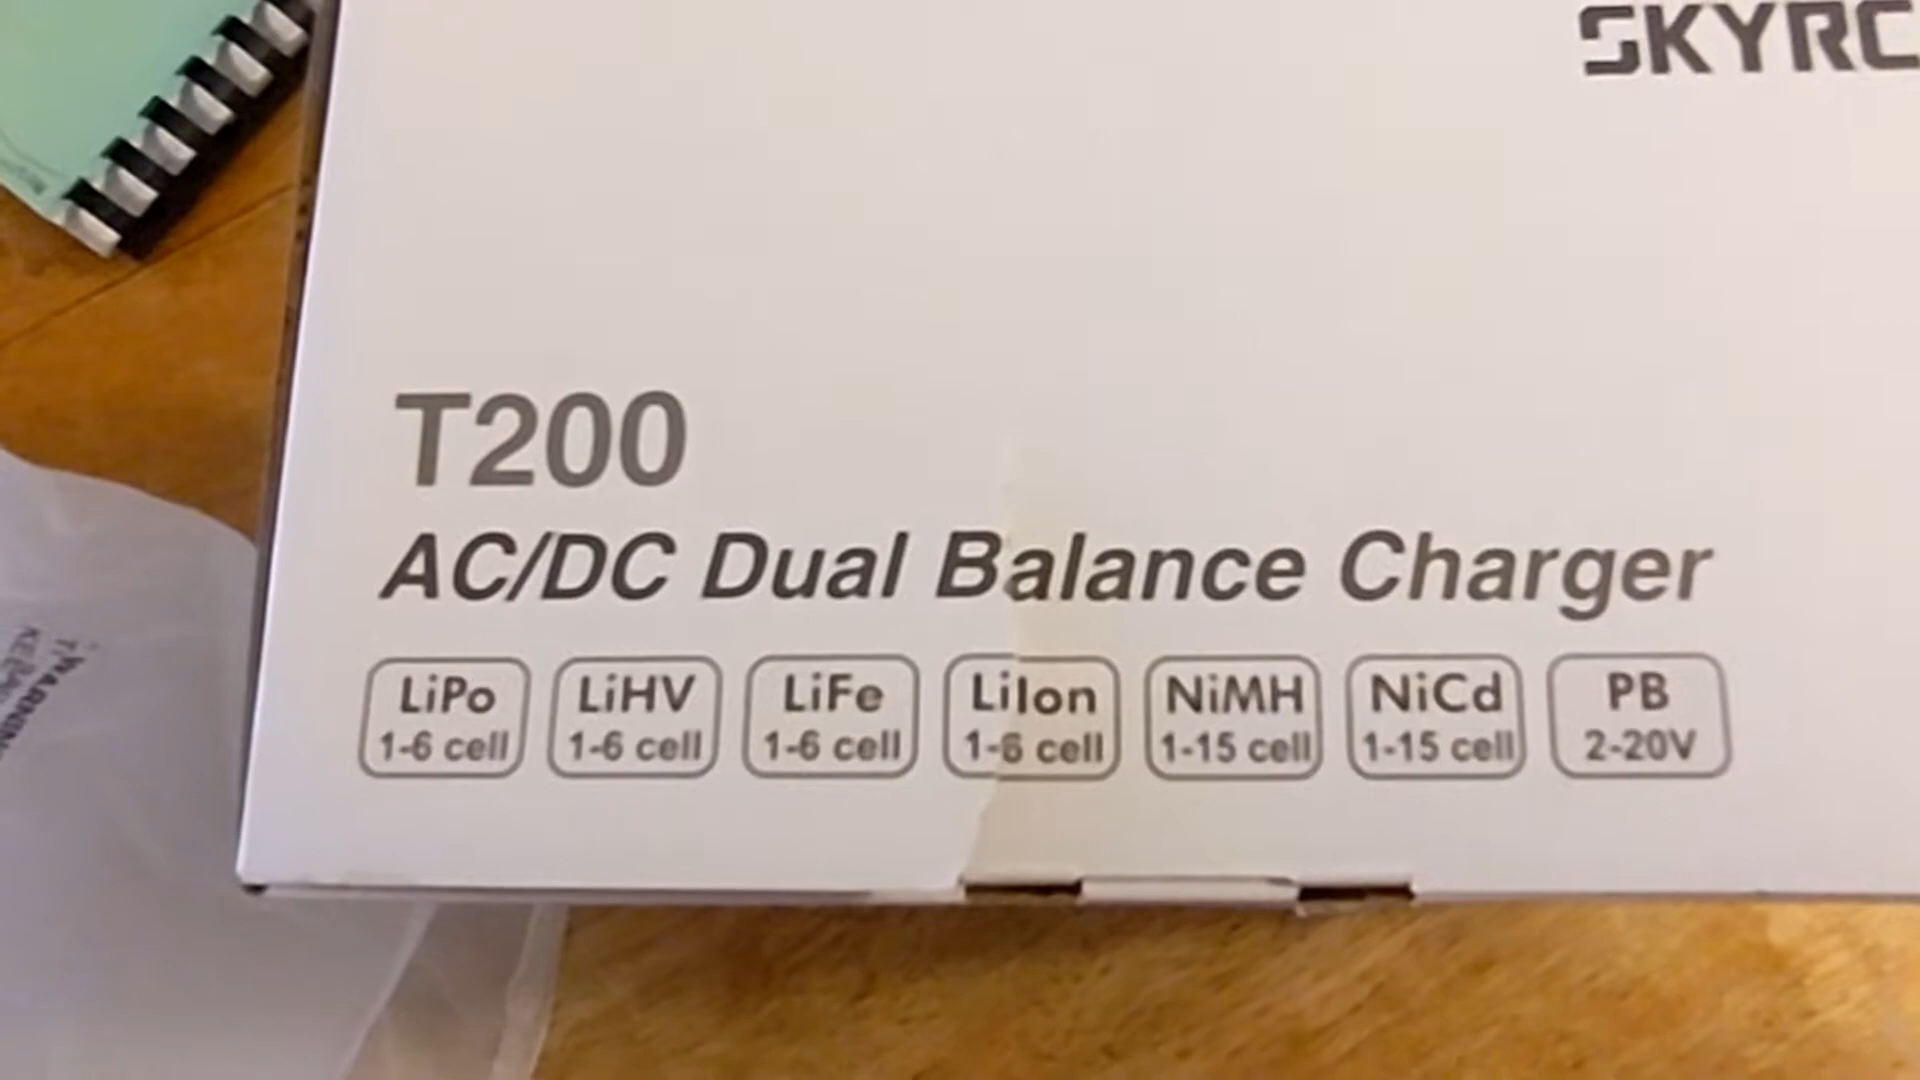 SKYRC
T200
AC/DC Dual Balance Charger
LiPo LiHV LiFe LiIon NiMH NiCd PB
1-6 cell 1-6 cell 1-6 cell 1-6 cell 1-15 cell 1-15 cell 2-20V
WARNING